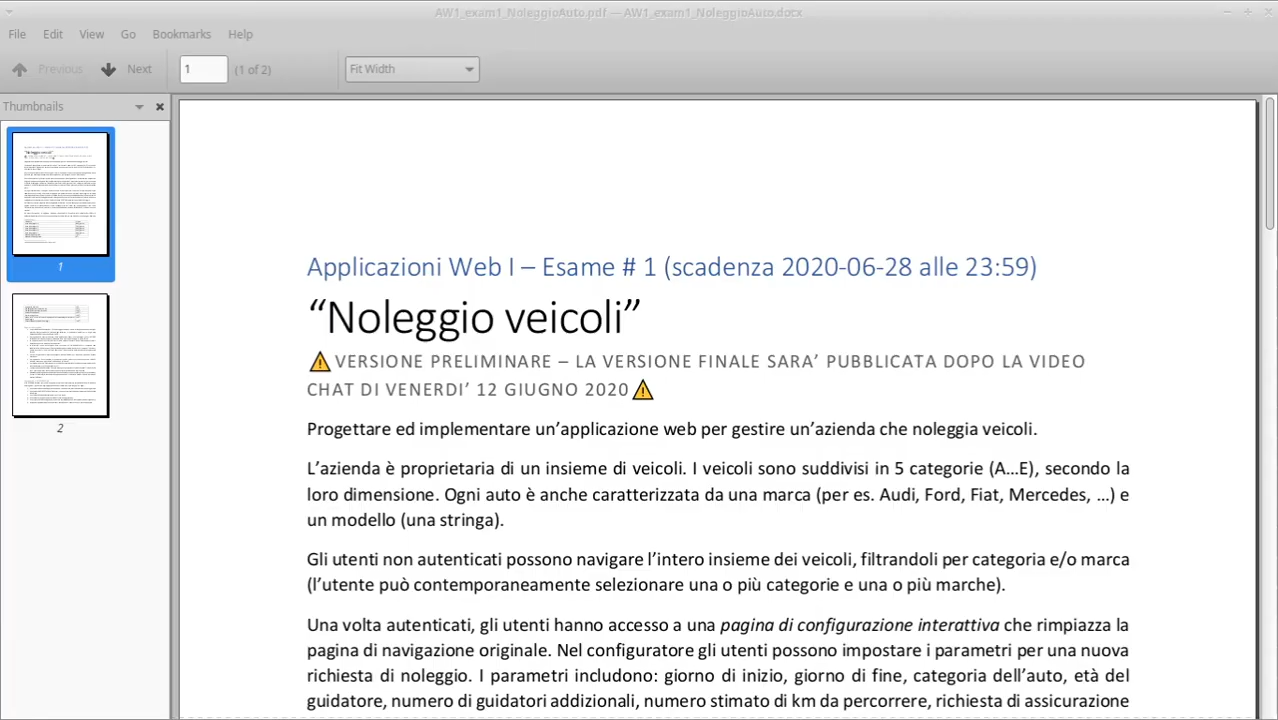 AW1_exam1_NoleggioAuto.pdf — AW1_exam1_NoleggioAuto.docx
File Edit View Go Bookmarks Help
Previous Next 1 (1 of 2) Fit Width
Thumbnails
1
2
Applicazioni Web I – Esame # 1 (scadenza 2020-06-28 alle 23:59)
“Noleggio veicoli”
⚠VERSIONE PRELIMINARE – LA VERSIONE FINALE SARA’ PUBBLICATA DOPO LA VIDEO
CHAT DI VENERDI’ 12 GIUGNO 2020⚠
Progettare ed implementare un’applicazione web per gestire un’azienda che noleggia veicoli.
L’azienda è proprietaria di un insieme di veicoli. I veicoli sono suddivisi in 5 categorie (A…E), secondo la
loro dimensione. Ogni auto è anche caratterizzata da una marca (per es. Audi, Ford, Fiat, Mercedes, …) e
un modello (una stringa).
Gli utenti non autenticati possono navigare l’intero insieme dei veicoli, filtrandoli per categoria e/o marca
(l’utente può contemporaneamente selezionare una o più categorie e una o più marche).
Una volta autenticati, gli utenti hanno accesso a una pagina di configurazione interattiva che rimpiazza la
pagina di navigazione originale. Nel configuratore gli utenti possono impostare i parametri per una nuova
richiesta di noleggio. I parametri includono: giorno di inizio, giorno di fine, categoria dell’auto, età del
guidatore, numero di guidatori addizionali, numero stimato di km da percorrere, richiesta di assicurazione